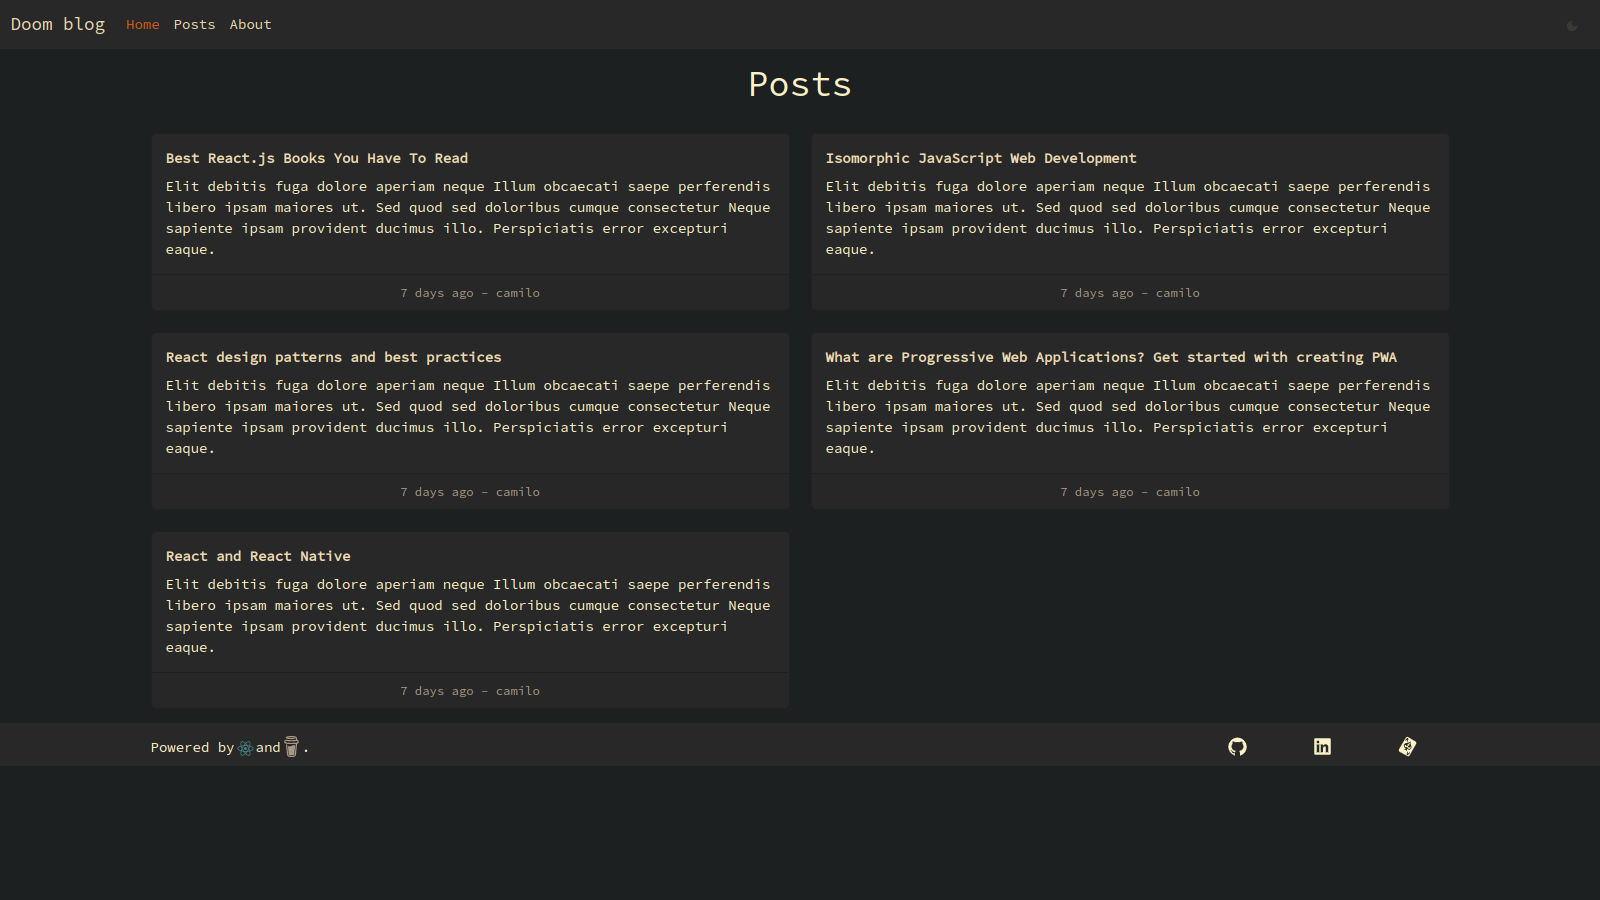 Doom blog Home Posts About
Posts
Best React.js Books You Have To Read
Elit debitis fuga dolore aperiam neque Illum obcaecati saepe perferendis
libero ipsam maiores ut. Sed quod sed doloribus cumque consectetur Neque
sapiente ipsam provident ducimus illo. Perspiciatis error excepturi
eaque.
7 days ago – camilo
Isomorphic JavaScript Web Development
Elit debitis fuga dolore aperiam neque Illum obcaecati saepe perferendis
libero ipsam maiores ut. Sed quod sed doloribus cumque consectetur Neque
sapiente ipsam provident ducimus illo. Perspiciatis error excepturi
eaque.
7 days ago – camilo
React design patterns and best practices
Elit debitis fuga dolore aperiam neque Illum obcaecati saepe perferendis
libero ipsam maiores ut. Sed quod sed doloribus cumque consectetur Neque
sapiente ipsam provident ducimus illo. Perspiciatis error excepturi
eaque.
7 days ago – camilo
What are Progressive Web Applications? Get started with creating PWA
Elit debitis fuga dolore aperiam neque Illum obcaecati saepe perferendis
libero ipsam maiores ut. Sed quod sed doloribus cumque consectetur Neque
sapiente ipsam provident ducimus illo. Perspiciatis error excepturi
eaque.
7 days ago – camilo
React and React Native
Elit debitis fuga dolore aperiam neque Illum obcaecati saepe perferendis
libero ipsam maiores ut. Sed quod sed doloribus cumque consectetur Neque
sapiente ipsam provident ducimus illo. Perspiciatis error excepturi
eaque.
7 days ago – camilo
Powered by and .